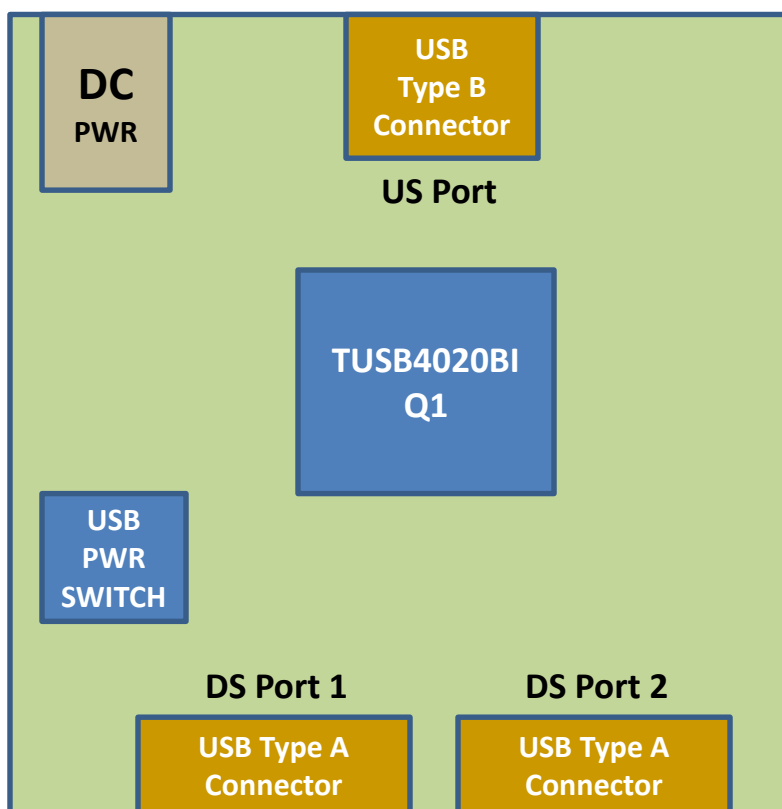 DC
PWR
USB
Type B
Connector
US Port
TUSB4020BI
Q1
USB
PWR
SWITCH
DS Port 1
DS Port 2
USB Type A
Connector
USB Type A
Connector